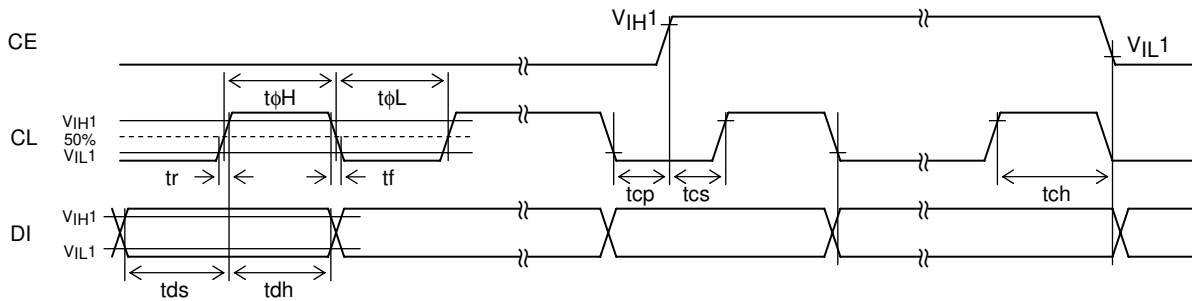 VIH1
CE
VIL1
tϕH
tϕL
VIH1
CL
50%
VIL1
tr
tf
tcp
tcs
tch
VIH1
DI
VIL1
tds
tdh